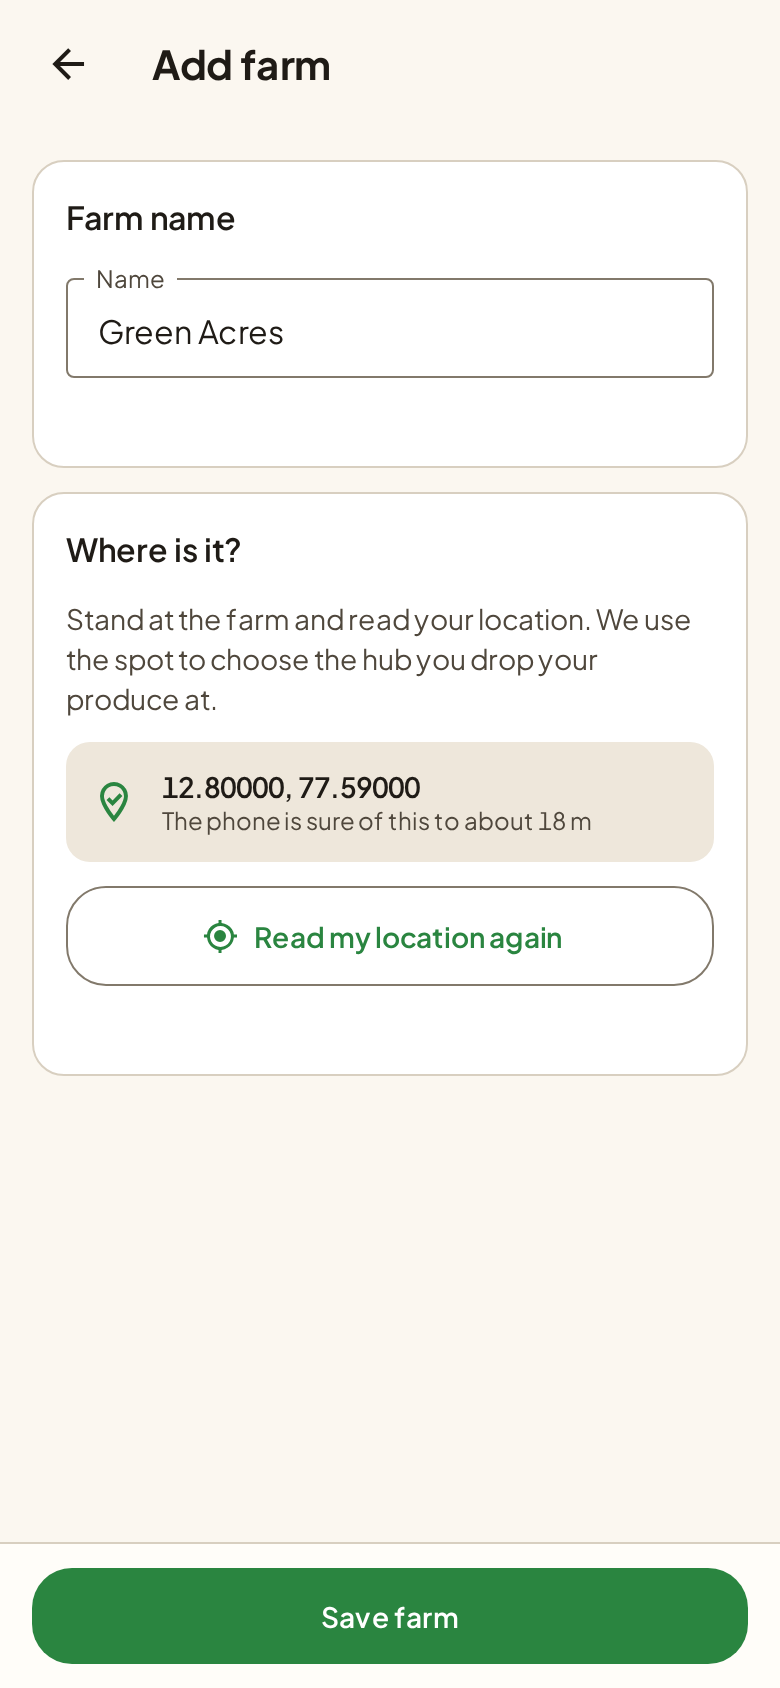 Add farm
Farm name
Name
Green Acres
Where is it?
Stand at the farm and read your location. We use
the spot to choose the hub you drop your
produce at.
12.80000, 77.59000
The phone is sure of this to about 18 m
Read my location again
Save farm